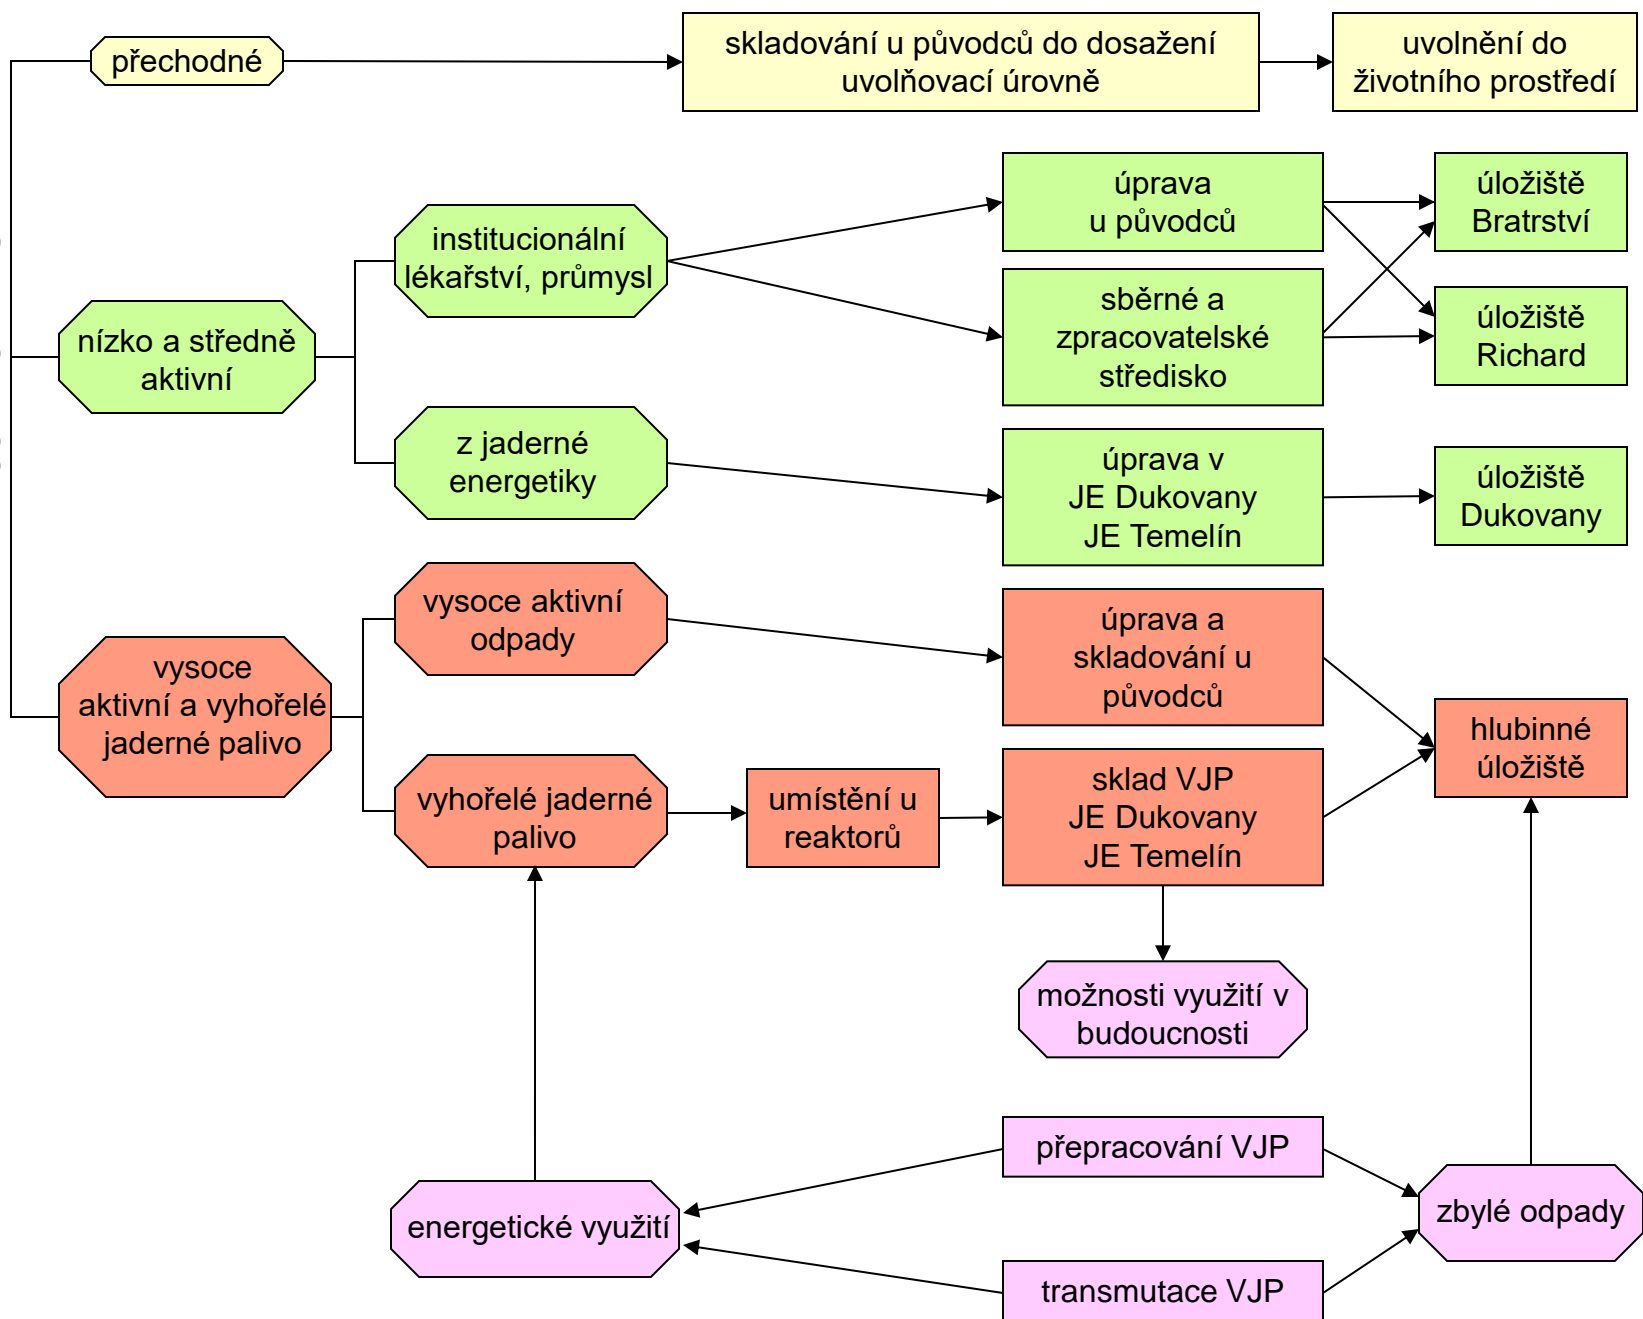 přechodné
skladování u původců do dosažení
uvolňovací úrovně
uvolnění do
životního prostředí
institucionální
lékařství, průmysl
úprava
u původců
úložiště
Bratrství
nízko a středně
aktivní
sběrné a
zpracovatelské
středisko
úložiště
Richard
z jaderné
energetiky
úprava v
JE Dukovany
JE Temelín
úložiště
Dukovany
vysoce
aktivní a vyhořelé
jaderné palivo
vysoce aktivní
odpady
úprava a
skladování u
původců
hlubinné
úložiště
vyhořelé jaderné
palivo
umístění u
reaktorů
sklad VJP
JE Dukovany
JE Temelín
možnosti využití v
budoucnosti
přepracování VJP
energetické využití
zbylé odpady
transmutace VJP